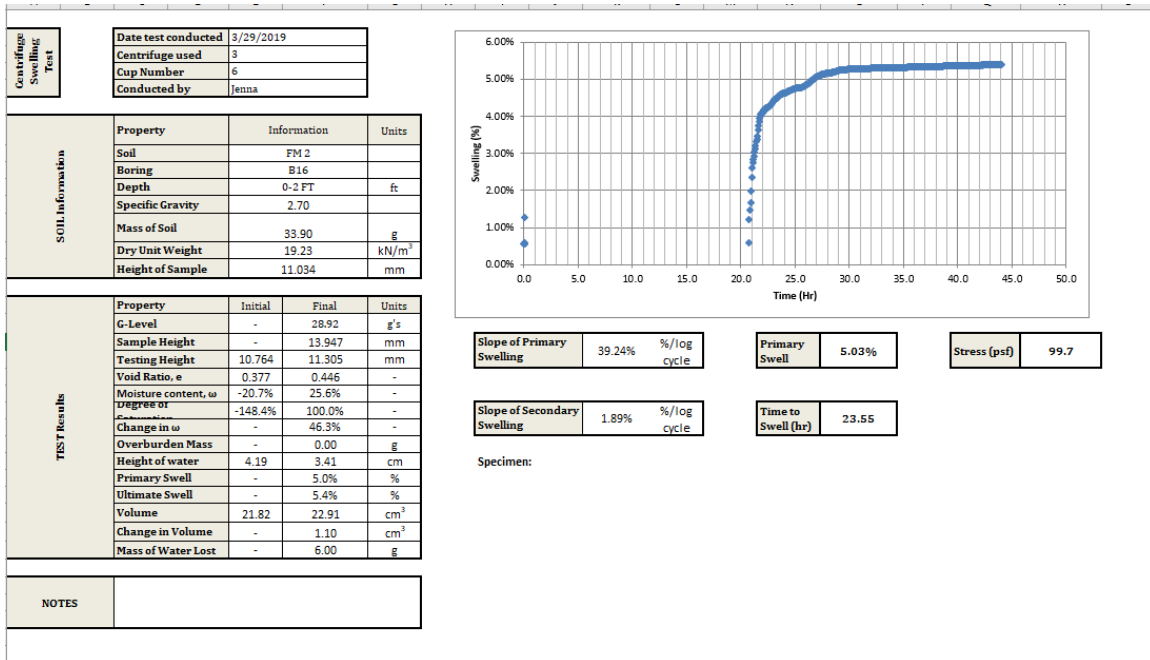 Centrifuge
Swelling
Test
Date test conducted 3/29/2019
Centrifuge used 3
Cup Number 6
Conducted by Jenna
SOIL Information
Property Information Units
Soil FM 2
Boring B16
Depth 0-2 FT ft
Specific Gravity 2.70
Mass of Soil 33.90 g
Dry Unit Weight 19.23 kN/m³
Height of Sample 11.034 mm
TEST Results
Property Initial Final Units
G-Level - 28.92 g's
Sample Height - 13.947 mm
Testing Height 10.764 11.305 mm
Void Ratio, e 0.377 0.446 -
Moisture content, ω -20.7% 25.6% -
Degree of -148.4% 100.0% -
Change in ω - 46.3% -
Overburden Mass - 0.00 g
Height of water 4.19 3.41 cm
Primary Swell - 5.0% %
Ultimate Swell - 5.4% %
Volume 21.82 22.91 cm³
Change in Volume - 1.10 cm³
Mass of Water Lost - 6.00 g
NOTES
Swelling (%)
6.00%
5.00%
4.00%
3.00%
2.00%
1.00%
0.00%
0.0 5.0 10.0 15.0 20.0 25.0 30.0 35.0 40.0 45.0 50.0
Time (Hr)
Slope of Primary
Swelling
39.24%
%/log
cycle
Primary
Swell
5.03%
Stress (psf) 99.7
Slope of Secondary
Swelling
1.89%
%/log
cycle
Time to
Swell (hr)
23.55
Specimen: